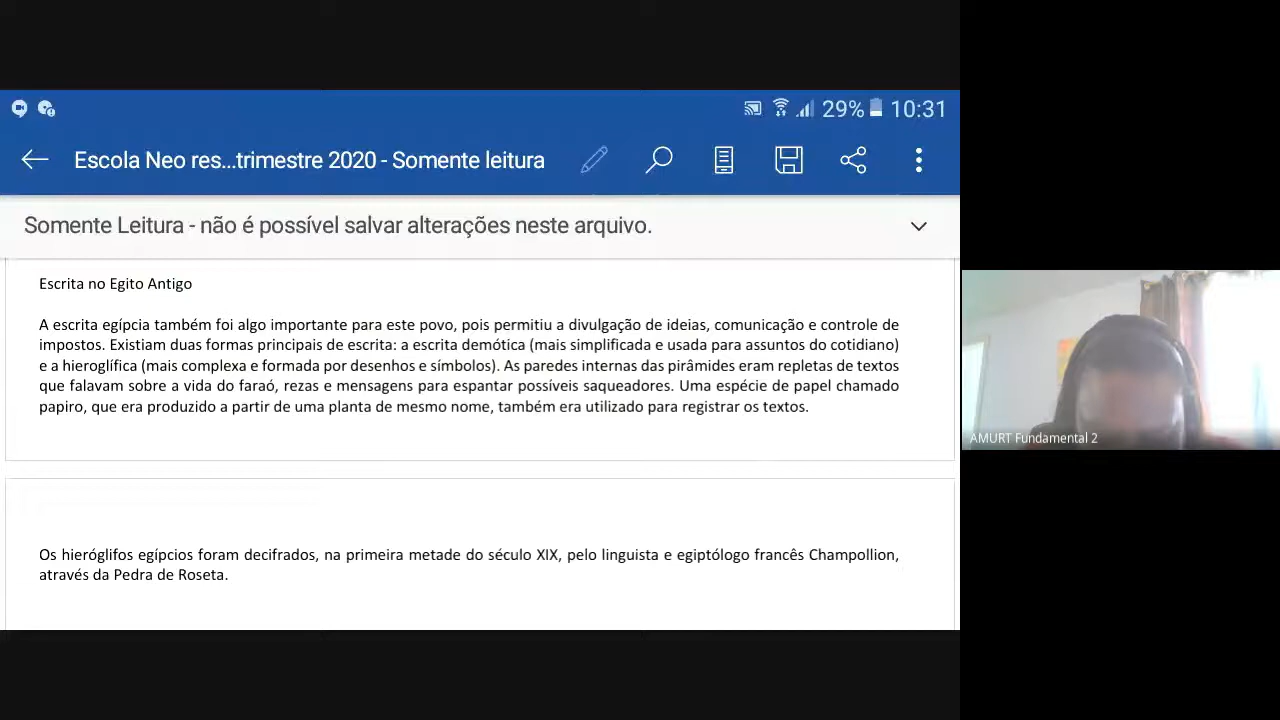 29% 10:31
Escola Neo res...trimestre 2020 - Somente leitura
Somente Leitura - não é possível salvar alterações neste arquivo.
Escrita no Egito Antigo
A escrita egípcia também foi algo importante para este povo, pois permitiu a divulgação de ideias, comunicação e controle de
impostos. Existiam duas formas principais de escrita: a escrita demótica (mais simplificada e usada para assuntos do cotidiano)
e a hieroglífica (mais complexa e formada por desenhos e símbolos). As paredes internas das pirâmides eram repletas de textos
que falavam sobre a vida do faraó, rezas e mensagens para espantar possíveis saqueadores. Uma espécie de papel chamado
papiro, que era produzido a partir de uma planta de mesmo nome, também era utilizado para registrar os textos.
Os hieróglifos egípcios foram decifrados, na primeira metade do século XIX, pelo linguista e egiptólogo francês Champollion,
através da Pedra de Roseta.
AMURT Fundamental 2